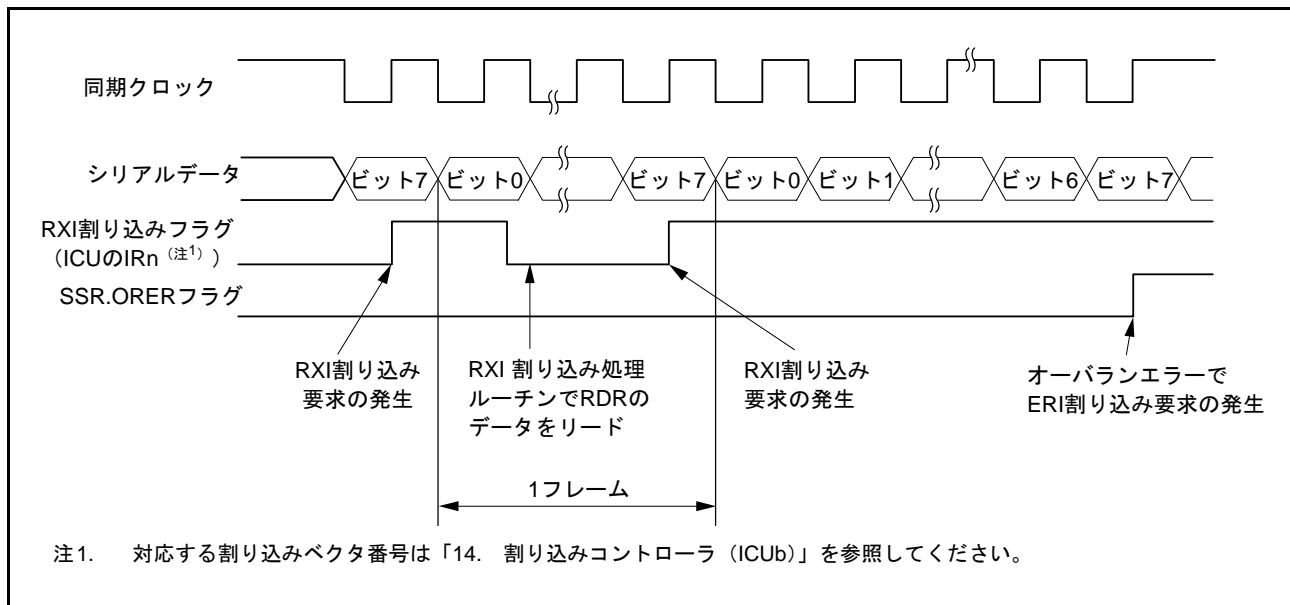 同期クロック
シリアルデータ
ビット7 ビット0 ビット7 ビット0 ビット1 ビット6 ビット7
RXI割り込みフラグ
(ICUのIRn (注1) )
SSR.ORERフラグ
RXI割り込み
要求の発生
RXI 割り込み処理
ルーチンでRDRの
データをリード
RXI割り込み
要求の発生
オーバランエラーで
ERI割り込み要求の発生
1フレーム
注1. 対応する割り込みベクタ番号は「14. 割り込みコントローラ（ICUb）」を参照してください。